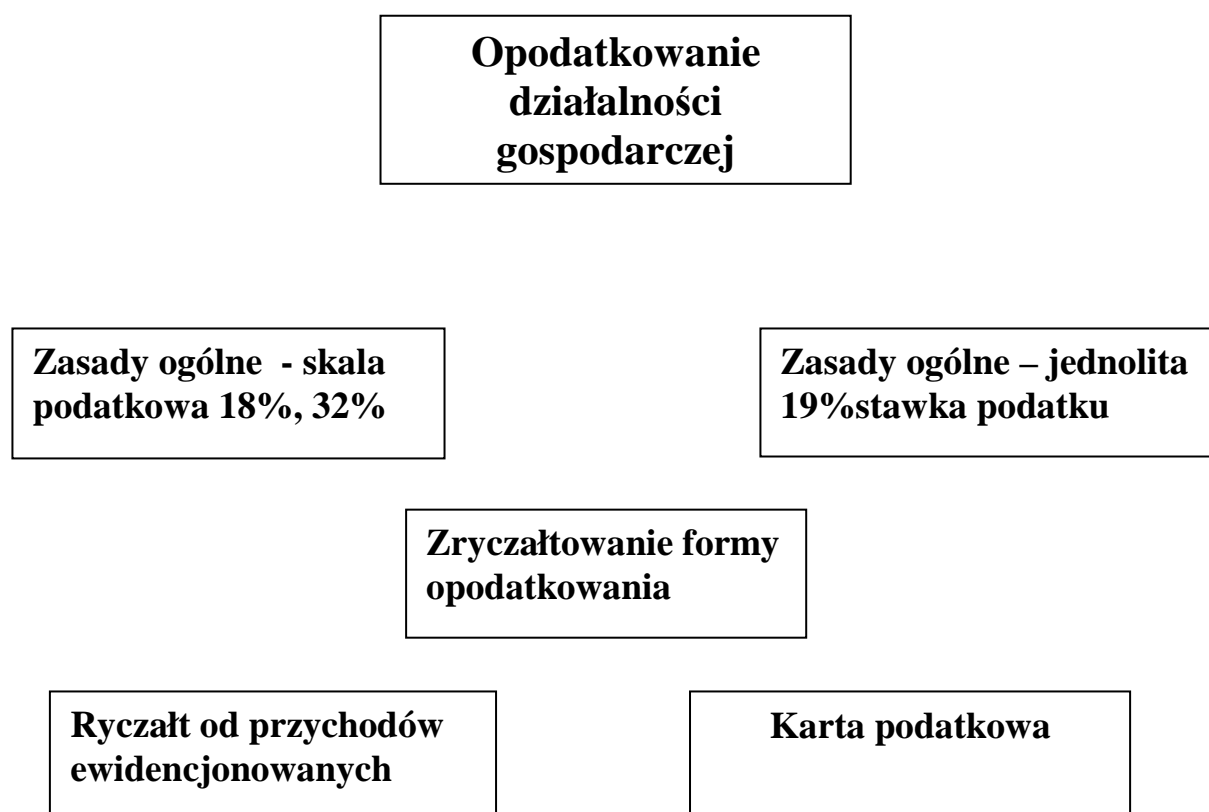 Opodatkowanie
działalności
gospodarczej
Zasady ogólne - skala
podatkowa 18%, 32%
Zasady ogólne – jednolita
19%stawka podatku
Zryczałtowanie formy
opodatkowania
Ryczałt od przychodów
ewidencjonowanych
Karta podatkowa